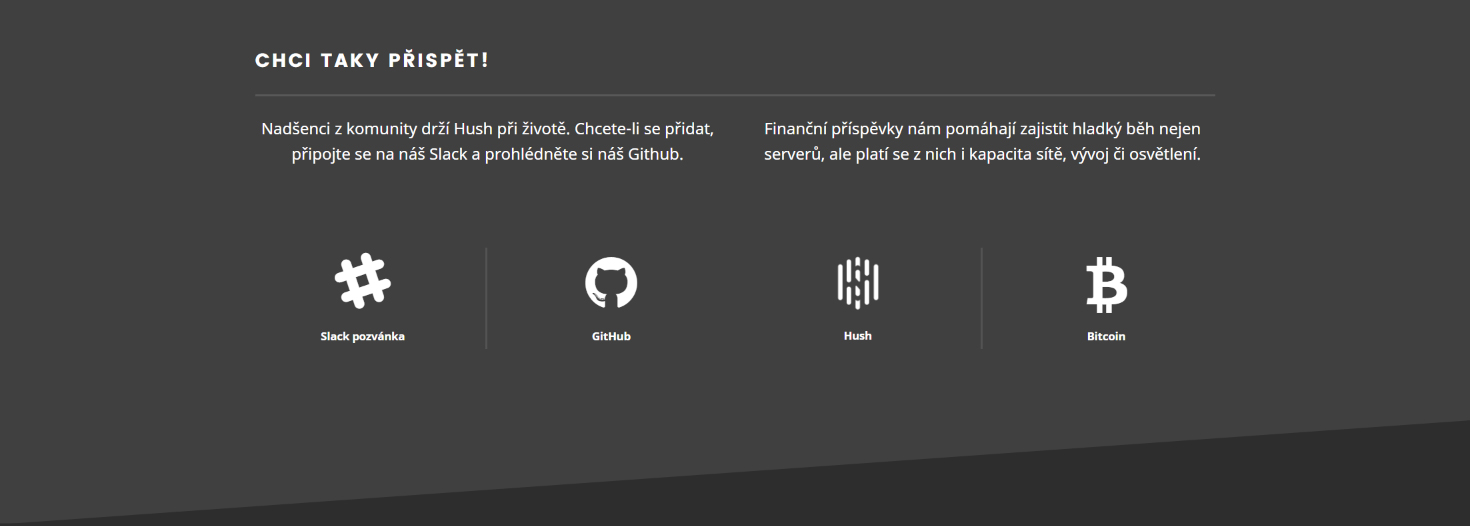 CHCI TAKY PŘISPĚT!
Nadšenci z komunity drží Hush při životě. Chcete-li se přidat,
připojte se na náš Slack a prohlédněte si náš Github.
Finanční příspěvky nám pomáhají zajistit hladký běh nejen
serverů, ale platí se z nich i kapacita sítě, vývoj či osvětlení.
Slack pozvánka
GitHub
Hush
Bitcoin